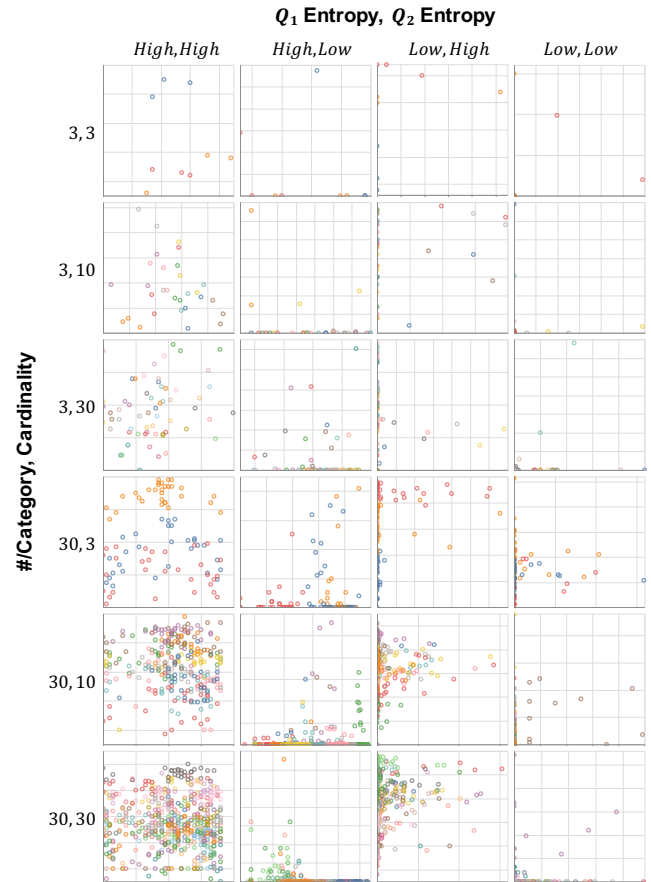 Q₁ Entropy, Q₂ Entropy
High,High High,Low Low,High Low,Low
#/Category, Cardinality
3,3
3,10
3,30
30,3
30,10
30,30